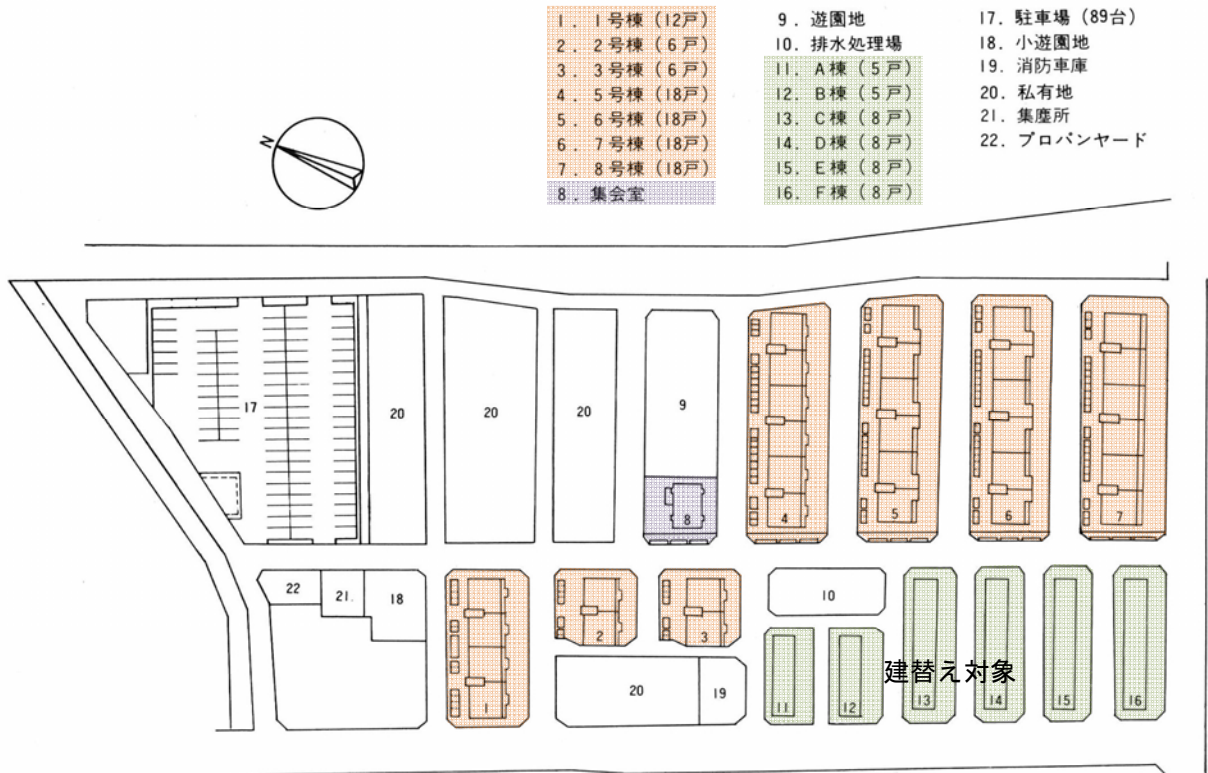 1. 1号棟 (12戸)
2. 2号棟 (6戸)
3. 3号棟 (6戸)
4. 5号棟 (18戸)
5. 6号棟 (18戸)
6. 7号棟 (18戸)
7. 8号棟 (18戸)
8. 集会室
9. 遊園地
10. 排水処理場
11. A棟 (5戸)
12. B棟 (5戸)
13. C棟 (8戸)
14. D棟 (8戸)
15. E棟 (8戸)
16. F棟 (8戸)
17. 駐車場 (89台)
18. 小遊園地
19. 消防車庫
20. 私有地
21. 集塵所
22. プロパンヤード
N
17
20
20
20
9
8
4
5
6
7
22
21.
18
1
2
3
10
20
19
建替え対象
11
12
13
14
15
16